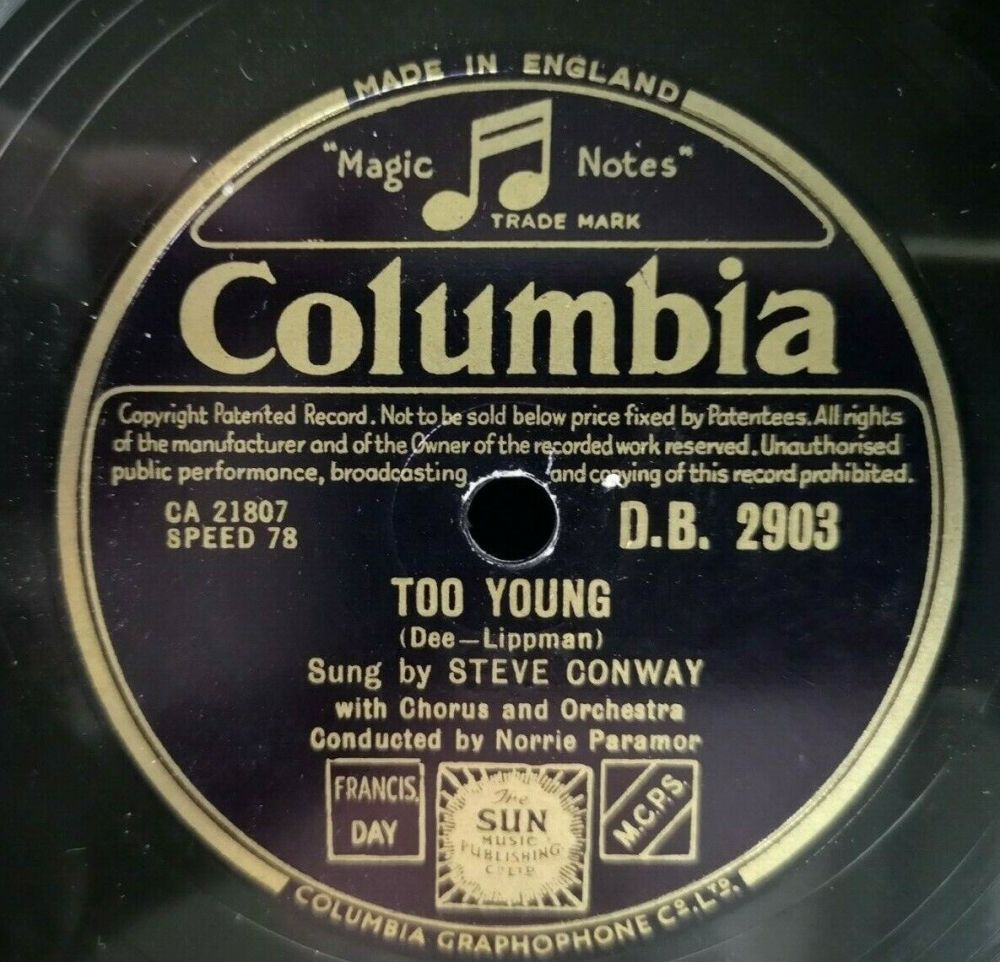 MADE IN ENGLAND
"Magic Notes"
TRADE MARK
Columbia
Copyright Patented Record. Not to be sold below price fixed by Patentees. All rights
of the manufacturer and of the Owner of the recorded work reserved. Unauthorised
public performance, broadcasting and copying of this record prohibited.
CA 21807
SPEED 78
D.B. 2903
TOO YOUNG
(Dee—Lippman)
Sung by STEVE CONWAY
with Chorus and Orchestra
Conducted by Norrie Paramor
FRANCIS,
DAY
The
SUN
MUSIC
PUBLISHING
Cº LTD
M.C.P.S.
COLUMBIA GRAPHOPHONE Cº. LTD.